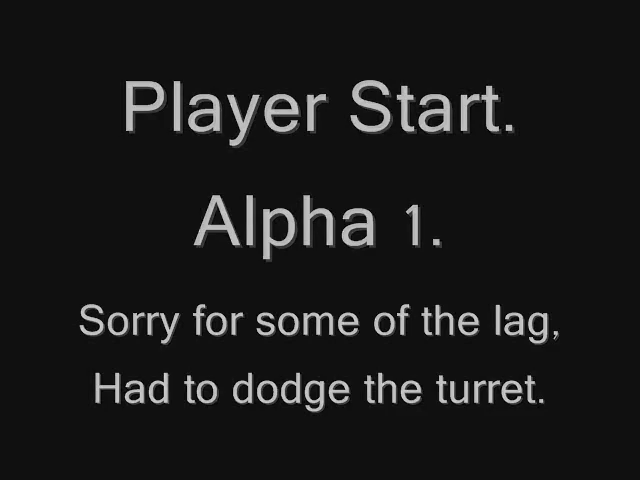 Player Start.
Alpha 1.
Sorry for some of the lag,
Had to dodge the turret.